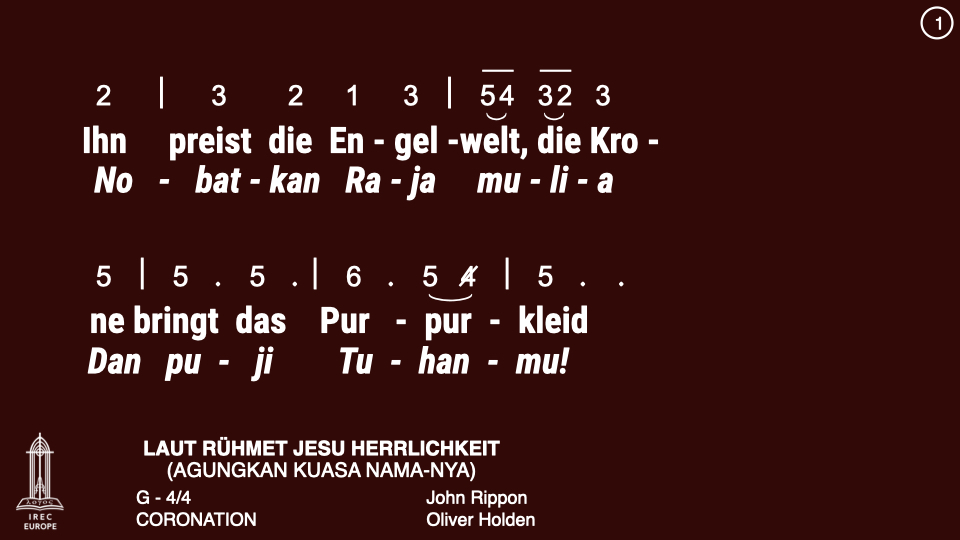 1
2 | 3 2 1 3 | 54 32 3
Ihn preist die En - gel -welt, die Kro -
No - bat - kan Ra - ja mu - li - a
5 | 5 . 5 . | 6 . 5 4 | 5 . .
ne bringt das Pur - pur - kleid
Dan pu - ji Tu - han - mu!
LAUT RÜHMET JESU HERRLICHKEIT
(AGUNGKAN KUASA NAMA-NYA)
G - 4/4 John Rippon
CORONATION Oliver Holden
ΛΟΓΟΣ
IREC
EUROPE